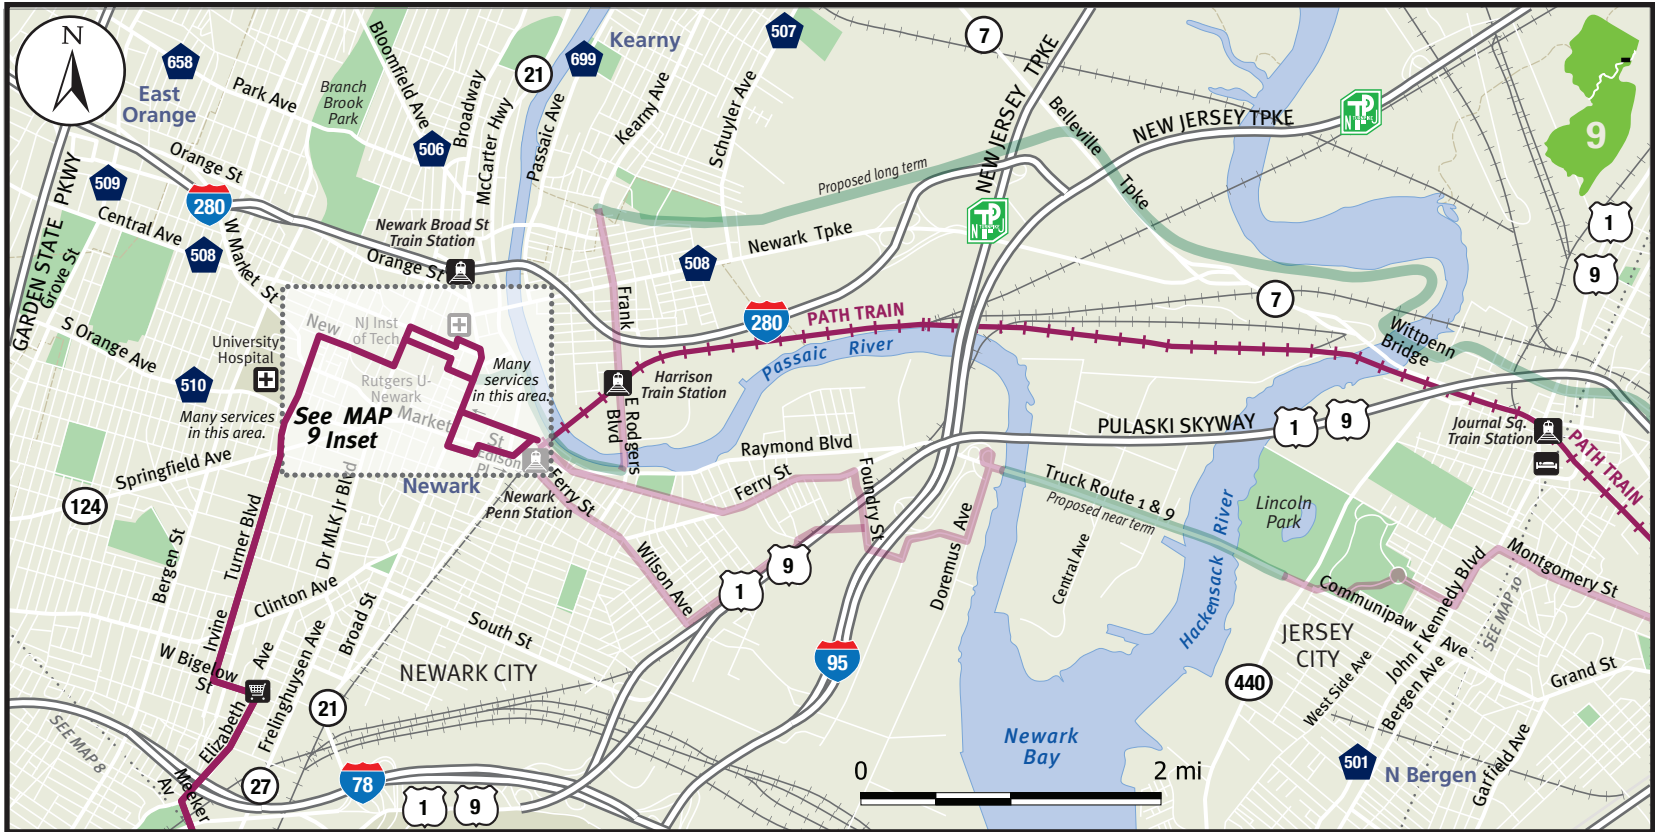 N
658
East
Orange
Park Ave
Branch
Brook
Park
Bloomfield Ave
Broadway
McCarter Hwy
21
699
Kearny
507
Passaic Ave
Kearny Ave
Schuyler Ave
506
7
NEW JERSEY TPKE
Belleville
Tpke
NEW JERSEY TPKE
NJ
TP
TURNPIKE
9
1
9
GARDEN STATE PKWY
Orange St
509
280
Central Ave
508
W Market St
Grove St
S Orange Ave
Newark Broad St
Train Station
Orange St
Proposed long term
Newark Tpke
508
NEW JERSEY TPKE
7
Wittpenn
Bridge
University
Hospital
510
Many services
in this area.
New
NJ Inst
of Tech
Rutgers U-
Newark
Many
services
in this area.
See MAP
9 Inset
Market
St
Edison
Pl
Frank
E Rodgers
Blvd
280
PATH TRAIN
Passaic River
Harrison
Train Station
PULASKI SKYWAY
1
9
Journal Sq.
Train Station
PATH TRAIN
Springfield Ave
124
Newark
Newark
Penn Station
Raymond Blvd
Ferry St
Ferry St
Foundry St
Truck Route 1 & 9
Proposed near term
Lincoln
Park
Hackensack River
Bergen St
Turner Blvd
Irvine
Dr MLK Jr Blvd
Clinton Ave
Wilson Ave
1
9
Doremus Ave
Central Ave
Communipaw Ave
Montgomery St
SEE MAP 10
John F Kennedy Blvd
JERSEY
CITY
W Bigelow
St
Elizabeth Ave
Frelinghuysen Ave
Broad St
South St
NEWARK CITY
95
440
West Side Ave
Bergen Ave
Grand St
Garfield Ave
SEE MAP 8
21
27
Meeker
Av
78
1
9
Newark
Bay
0
2 mi
501
N Bergen